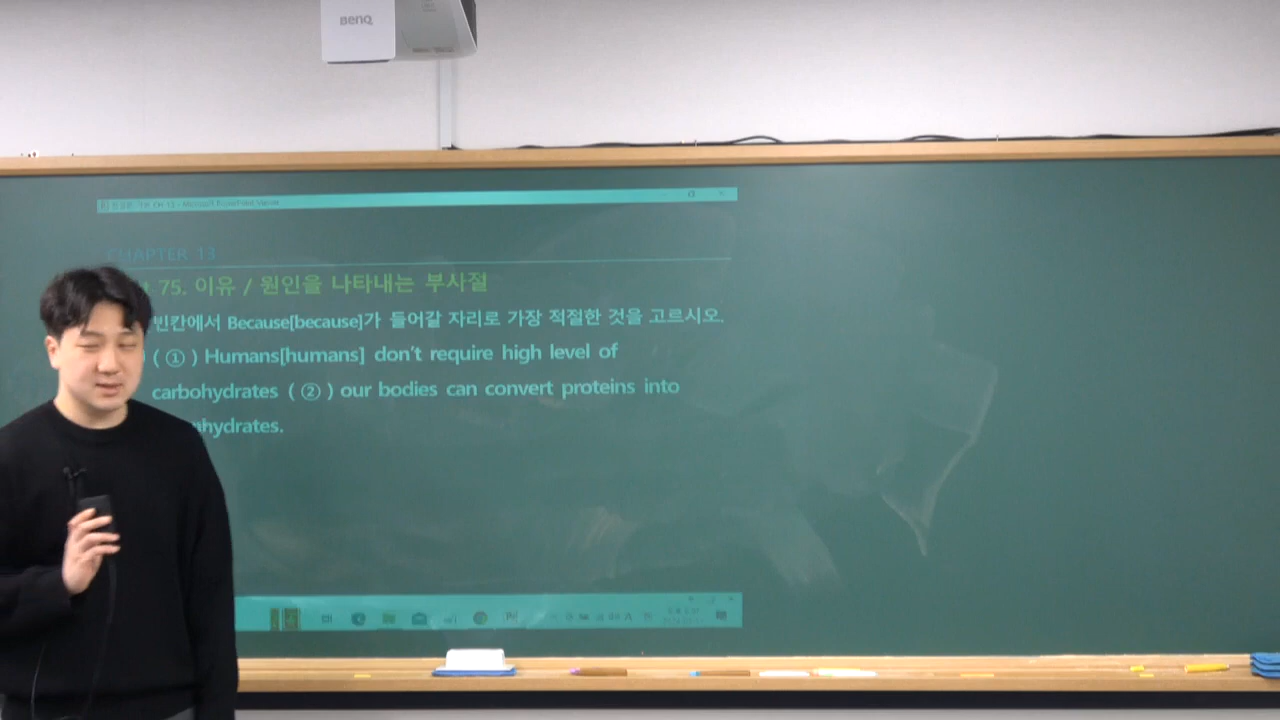 BenQ
CHAPTER 13
75. 이유 / 원인을 나타내는 부사절
빈칸에서 Because[because]가 들어갈 자리로 가장 적절한 것을 고르시오.
( ① ) Humans[humans] don't require high level of
carbohydrates ( ② ) our bodies can convert proteins into
hydrates.